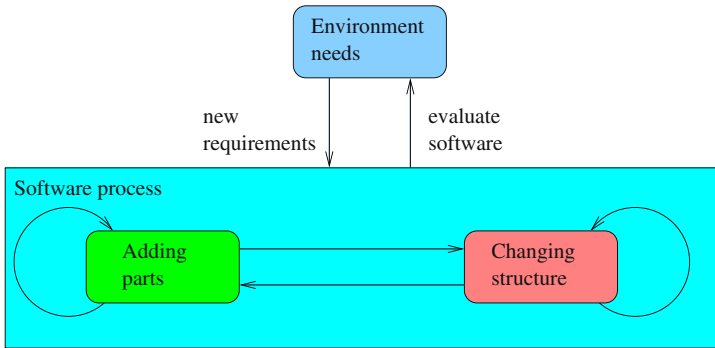 Environment
needs
new
requirements
evaluate
software
Software process
Adding
parts
Changing
structure